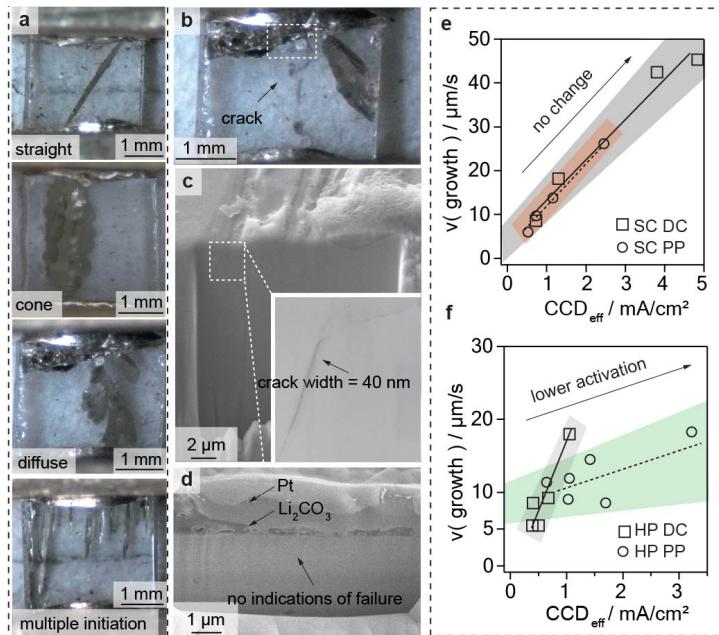 a
straight
1 mm
cone
1 mm
diffuse
1 mm
1 mm
multiple initiation
b
crack
1 mm
c
crack width = 40 nm
2 µm
d
Pt
Li₂CO₃
no indications of failure
1 µm
e
v( growth ) / µm/s
50
40
30
20
10
0
no change
SC DC
SC PP
0 1 2 3 4 5
CCDeff / mA/cm²
f
v( growth ) / µm/s
30
20
10
5
0
lower activation
HP DC
HP PP
0 1 2 3
CCDeff / mA/cm²